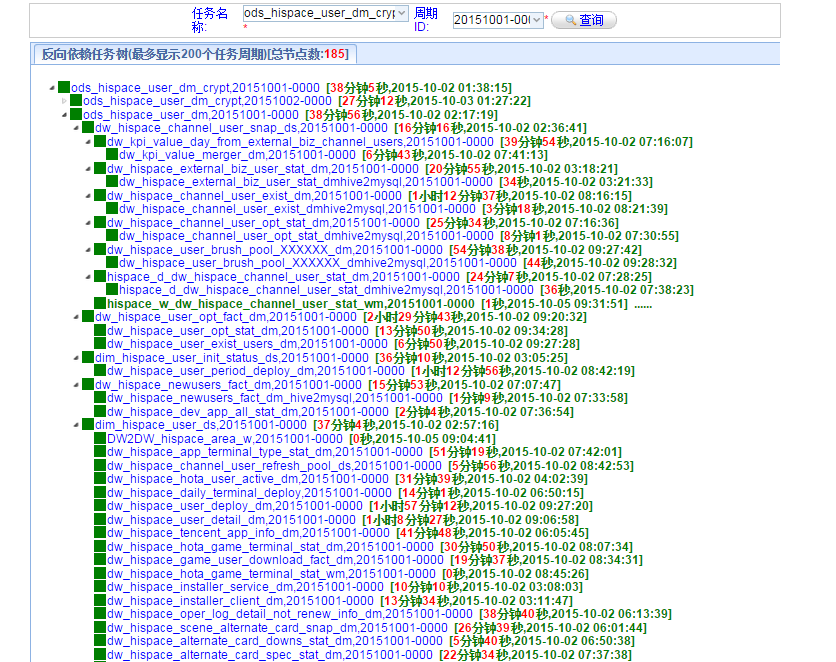 任务名称: ods_hispace_user_dm_cryp * 周期ID: 20151001-00( * 查询
反向依赖任务树(最多显示200个任务周期)[总节点数:185]
ods_hispace_user_dm_crypt,20151001-0000 [38分钟5秒,2015-10-02 01:38:15]
ods_hispace_user_dm_crypt,20151002-0000 [27分钟12秒,2015-10-03 01:27:22]
ods_hispace_user_dm,20151001-0000 [38分钟56秒,2015-10-02 02:17:19]
dw_hispace_channel_user_snap_ds,20151001-0000 [16分钟16秒,2015-10-02 02:36:41]
dw_kpi_value_day_from_external_biz_channel_users,20151001-0000 [39分钟54秒,2015-10-02 07:16:07]
dw_kpi_value_merger_dm,20151001-0000 [6分钟43秒,2015-10-02 07:41:13]
dw_hispace_external_biz_user_stat_dm,20151001-0000 [20分钟55秒,2015-10-02 03:18:21]
dw_hispace_external_biz_user_stat_dmhive2mysql,20151001-0000 [34秒,2015-10-02 03:21:33]
dw_hispace_channel_user_exist_dm,20151001-0000 [1小时12分钟37秒,2015-10-02 08:16:15]
dw_hispace_channel_user_exist_dmhive2mysql,20151001-0000 [3分钟18秒,2015-10-02 08:21:39]
dw_hispace_channel_user_opt_stat_dm,20151001-0000 [25分钟34秒,2015-10-02 07:16:36]
dw_hispace_channel_user_opt_stat_dmhive2mysql,20151001-0000 [8分钟1秒,2015-10-02 07:30:55]
dw_hispace_user_brush_pool_XXXXXX_dm,20151001-0000 [54分钟38秒,2015-10-02 09:27:42]
dw_hispace_user_brush_pool_XXXXXX_dmhive2mysql,20151001-0000 [44秒,2015-10-02 09:28:32]
hispace_d_dw_hispace_channel_user_stat_dm,20151001-0000 [24分钟7秒,2015-10-02 07:28:25]
hispace_d_dw_hispace_channel_user_stat_dmhive2mysql,20151001-0000 [36秒,2015-10-02 07:38:23]
hispace_w_dw_hispace_channel_user_stat_wm,20151001-0000 [1秒,2015-10-05 09:31:51] ......
dw_hispace_user_opt_fact_dm,20151001-0000 [2小时29分钟43秒,2015-10-02 09:20:32]
dw_hispace_user_opt_stat_dm,20151001-0000 [13分钟50秒,2015-10-02 09:34:28]
dw_hispace_user_exist_users_dm,20151001-0000 [6分钟50秒,2015-10-02 09:27:28]
dim_hispace_user_init_status_ds,20151001-0000 [36分钟10秒,2015-10-02 03:05:25]
dw_hispace_user_period_deploy_dm,20151001-0000 [1小时12分钟56秒,2015-10-02 08:42:19]
dw_hispace_newusers_fact_dm,20151001-0000 [15分钟53秒,2015-10-02 07:07:47]
dw_hispace_newusers_fact_dm_hive2mysql,20151001-0000 [1分钟9秒,2015-10-02 07:33:58]
dw_hispace_dev_app_all_stat_dm,20151001-0000 [2分钟4秒,2015-10-02 07:36:54]
dim_hispace_user_ds,20151001-0000 [37分钟4秒,2015-10-02 02:57:16]
DW2DW_hispace_area_w,20151001-0000 [0秒,2015-10-05 09:04:41]
dw_hispace_app_terminal_type_stat_dm,20151001-0000 [51分钟19秒,2015-10-02 07:42:01]
dw_hispace_channel_user_refresh_pool_ds,20151001-0000 [5分钟56秒,2015-10-02 08:42:53]
dw_hispace_hota_user_active_dm,20151001-0000 [31分钟39秒,2015-10-02 04:02:39]
dw_hispace_daily_terminal_deploy,20151001-0000 [14分钟1秒,2015-10-02 06:50:15]
dw_hispace_user_deploy_dm,20151001-0000 [1小时57分钟12秒,2015-10-02 09:27:20]
dw_hispace_user_detail_dm,20151001-0000 [1小时8分钟27秒,2015-10-02 09:06:58]
dw_hispace_tencent_app_info_dm,20151001-0000 [41分钟48秒,2015-10-02 06:05:45]
dw_hispace_hota_game_terminal_stat_dm,20151001-0000 [30分钟50秒,2015-10-02 08:07:34]
dw_hispace_game_user_download_fact_dm,20151001-0000 [19分钟37秒,2015-10-02 08:34:31]
dw_hispace_hota_game_terminal_stat_wm,20151001-0000 [0秒,2015-10-02 08:45:26]
dw_hispace_installer_service_dm,20151001-0000 [10分钟10秒,2015-10-02 03:08:03]
dw_hispace_installer_client_dm,20151001-0000 [13分钟34秒,2015-10-02 03:11:47]
dw_hispace_oper_log_detail_not_renew_info_dm,20151001-0000 [38分钟40秒,2015-10-02 06:13:39]
dw_hispace_scene_alternate_card_snap_dm,20151001-0000 [26分钟39秒,2015-10-02 06:01:44]
dw_hispace_alternate_card_downs_stat_dm,20151001-0000 [5分钟40秒,2015-10-02 06:50:38]
dw_hispace_alternate_card_spec_stat_dm,20151001-0000 [22分钟34秒,2015-10-02 07:37:38]